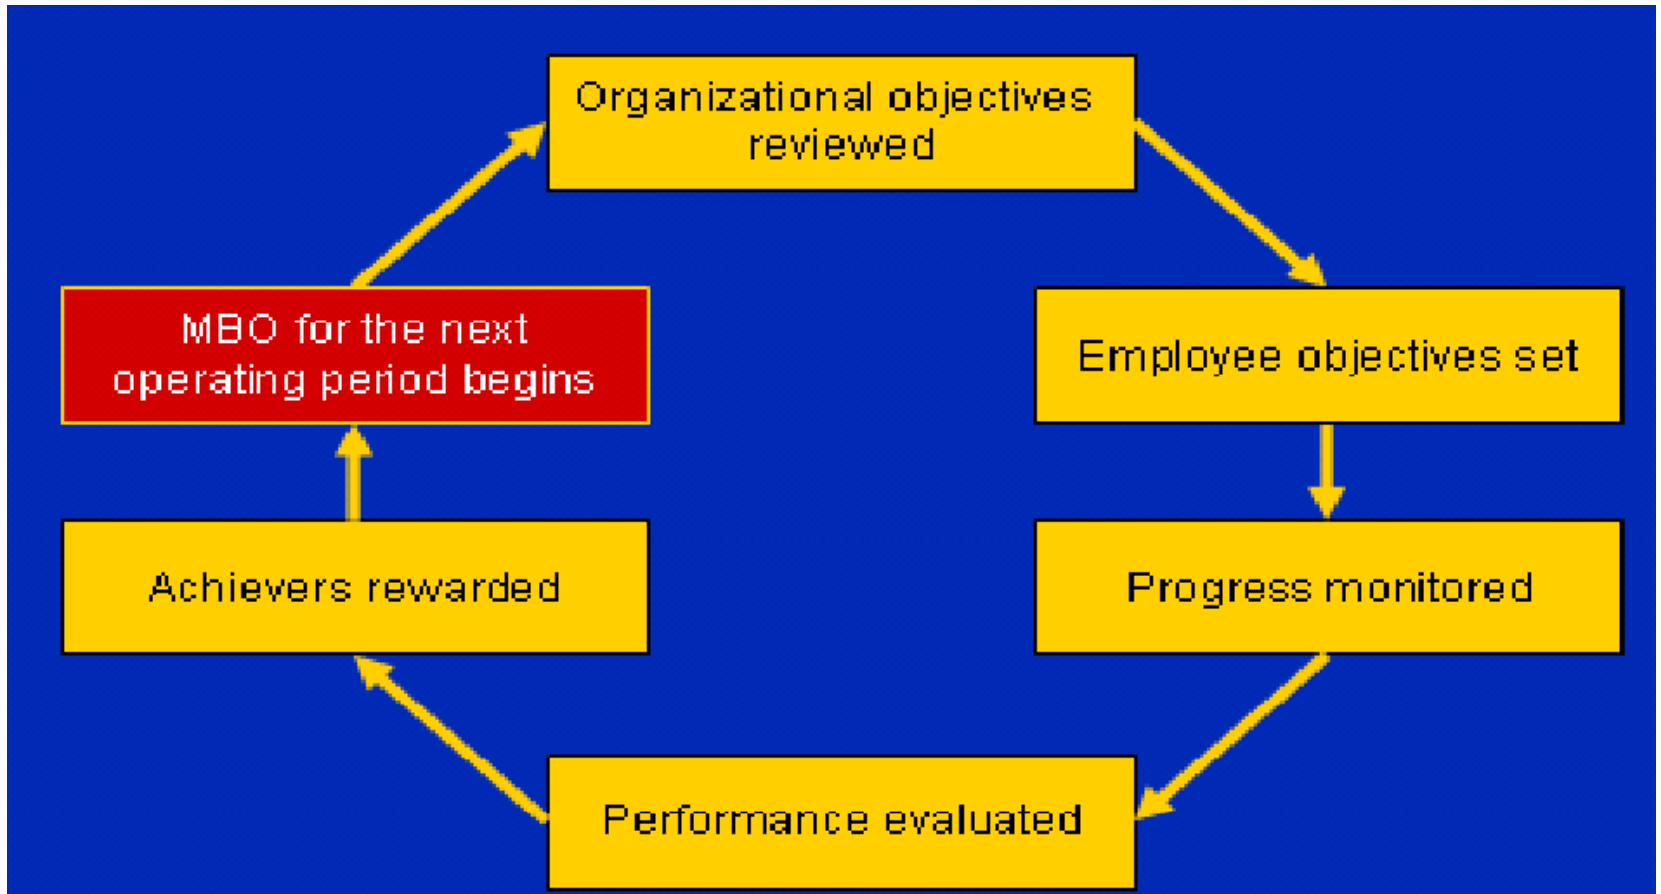 Organizational objectives
reviewed
MBO for the next
operating period begins
Employee objectives set
Achievers rewarded
Progress monitored
Performance evaluated